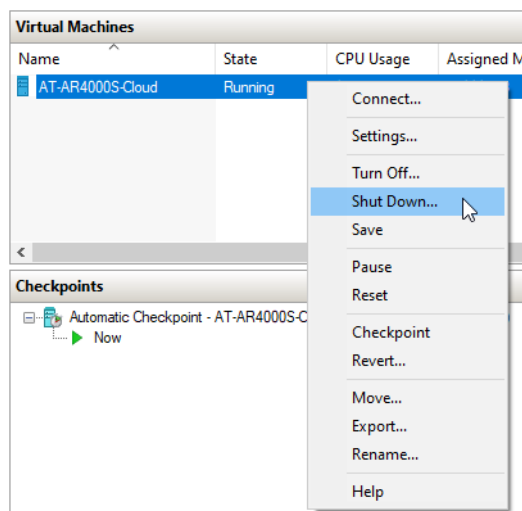 Virtual Machines
Name State CPU Usage Assigned M
AT-AR4000S-Cloud Running
Connect...
Settings...
Turn Off...
Shut Down...
Save
Pause
Reset
Checkpoint
Revert...
Move...
Export...
Rename...
Help
Checkpoints
Automatic Checkpoint - AT-AR4000S-C
Now